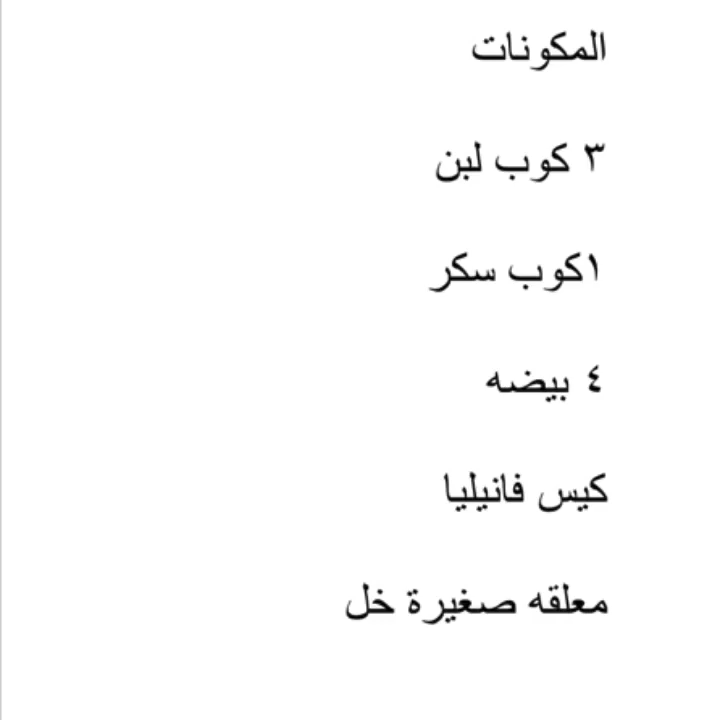 المكونات
٣ كوب لبن
١كوب سكر
٤ بيضه
كيس فانيليا
معلقه صغيرة خل